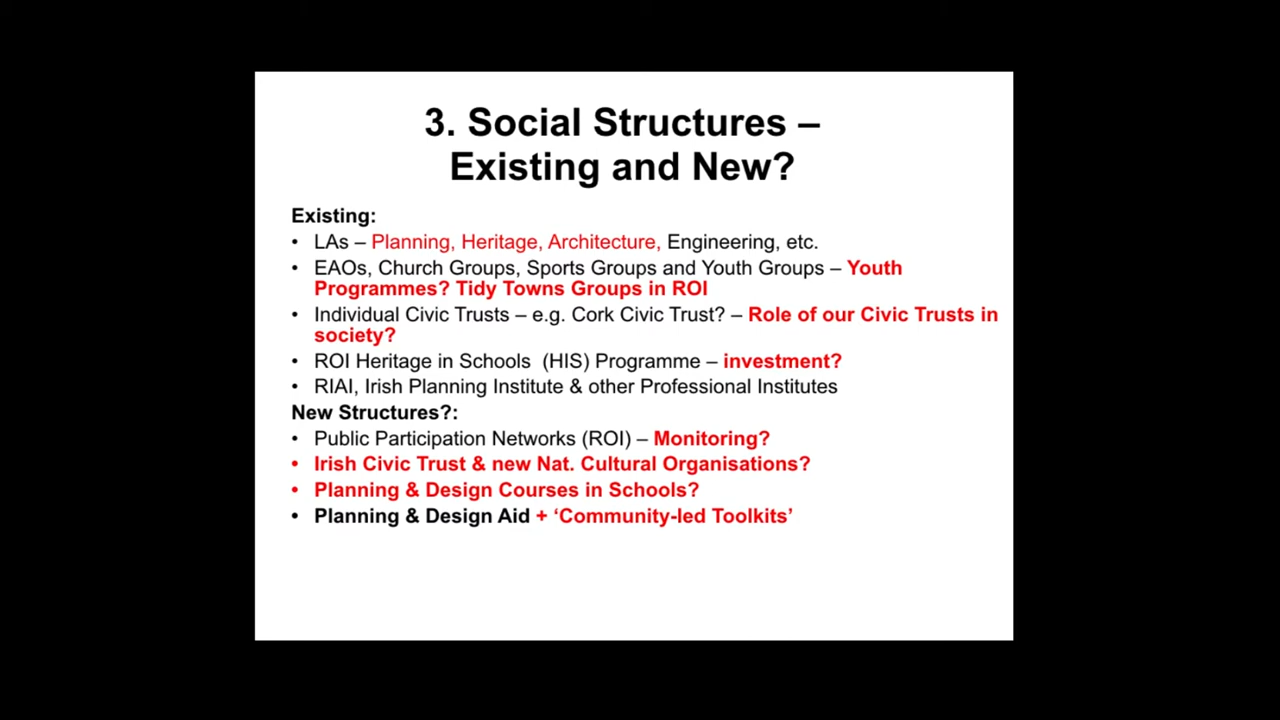 3. Social Structures –
Existing and New?
Existing:
• LAs – Planning, Heritage, Architecture, Engineering, etc.
• EAOs, Church Groups, Sports Groups and Youth Groups – Youth
Programmes? Tidy Towns Groups in ROI
• Individual Civic Trusts – e.g. Cork Civic Trust? – Role of our Civic Trusts in
society?
• ROI Heritage in Schools (HIS) Programme – investment?
• RIAI, Irish Planning Institute & other Professional Institutes
New Structures?:
• Public Participation Networks (ROI) – Monitoring?
• Irish Civic Trust & new Nat. Cultural Organisations?
• Planning & Design Courses in Schools?
• Planning & Design Aid + ‘Community-led Toolkits’